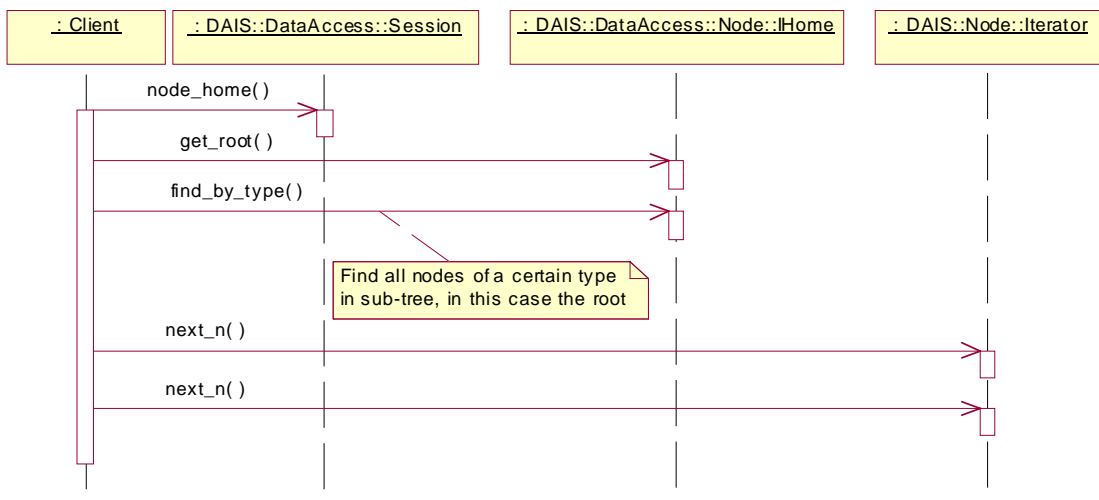 : Client
: DAIS::DataAccess::Session
: DAIS::DataAccess::Node::IHome
: DAIS::Node::Iterator
node_home( )
get_root( )
find_by_type( )
Find all nodes of a certain type
in sub-tree, in this case the root
next_n( )
next_n( )